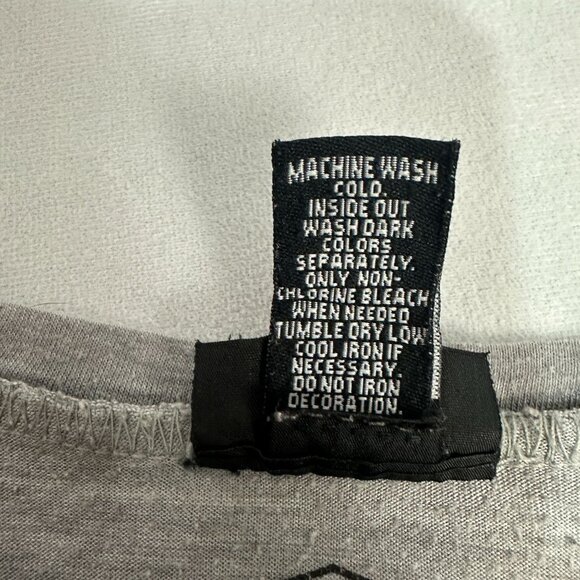 MACHINE WASH
COLD.
INSIDE OUT
WASH DARK
COLORS
SEPARATELY.
ONLY NON-
CHLORINE BLEACH
WHEN NEEDED
TUMBLE DRY LOW
COOL IRON IF
NECESSARY.
DO NOT IRON
DECORATION.